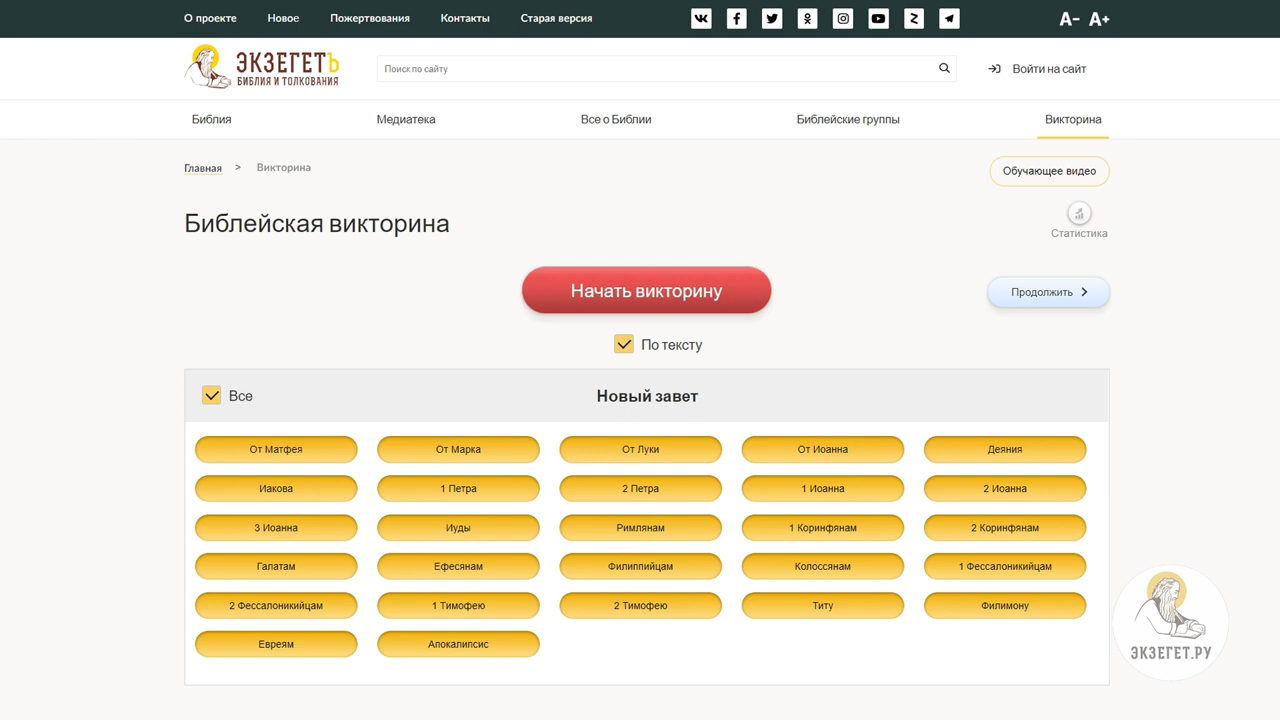 О проекте Новое Пожертвования Контакты Старая версия A- A+
ЭКЗЕГЕТЪ
БИБЛИЯ И ТОЛКОВАНИЯ
Поиск по сайту
Войти на сайт
Библия Медиатека Все о Библии Библейские группы Викторина
Главная > Викторина
Обучающее видео
Библейская викторина
Статистика
Начать викторину
Продолжить
По тексту
Все Новый завет
От Матфея От Марка От Луки От Иоанна Деяния
Иакова 1 Петра 2 Петра 1 Иоанна 2 Иоанна
3 Иоанна Иуды Римлянам 1 Коринфянам 2 Коринфянам
Галатам Ефесянам Филиппийцам Колоссянам 1 Фессалоникийцам
2 Фессалоникийцам 1 Тимофею 2 Тимофею Титу Филимону
Евреям Апокалипсис
ЭКЗЕГЕТ.РУ